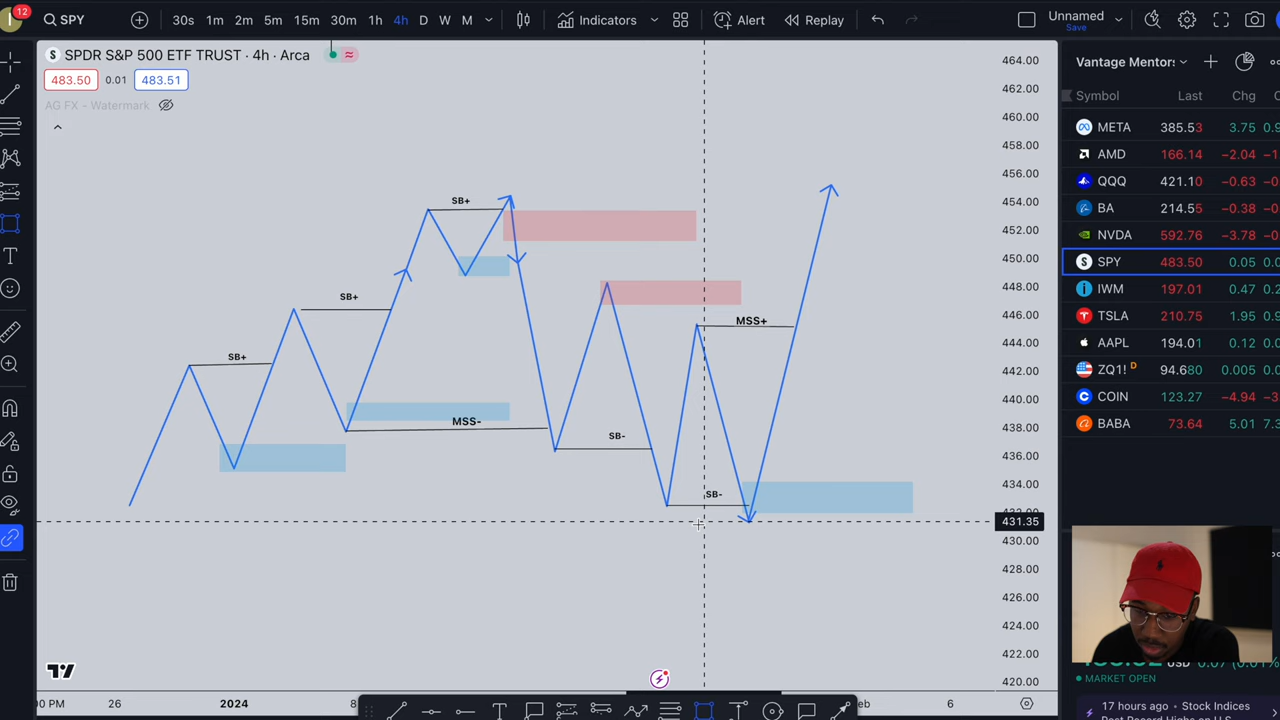 12
SPY
30s 1m 2m 5m 15m 30m 1h 4h D W M
Indicators
Alert
Replay
Unnamed
Save
S SPDR S&P 500 ETF TRUST · 4h · Arca
483.50 0.01 483.51
AG FX - Watermark
SB+
SB+
SB+
MSS-
SB-
SB-
MSS+
464.00
462.00
460.00
458.00
456.00
454.00
452.00
450.00
448.00
446.00
444.00
442.00
440.00
438.00
436.00
434.00
431.35
430.00
428.00
426.00
424.00
422.00
420.00
26 2024 8 6
Vantage Mentors
Symbol Last Chg
META 385.53 3.75
AMD 166.14 −2.04
QQQ 421.10 −0.63
BA 214.55 −0.38
NVDA 592.76 −3.78
SPY 483.50 0.05
IWM 197.01 0.47
TSLA 210.75 1.95
AAPL 194.01 0.12
ZQ1! D 94.680 0.005
COIN 123.27 −4.94
BABA 73.64 5.01
USD
MARKET OPEN
17 hours ago • Stock Indices